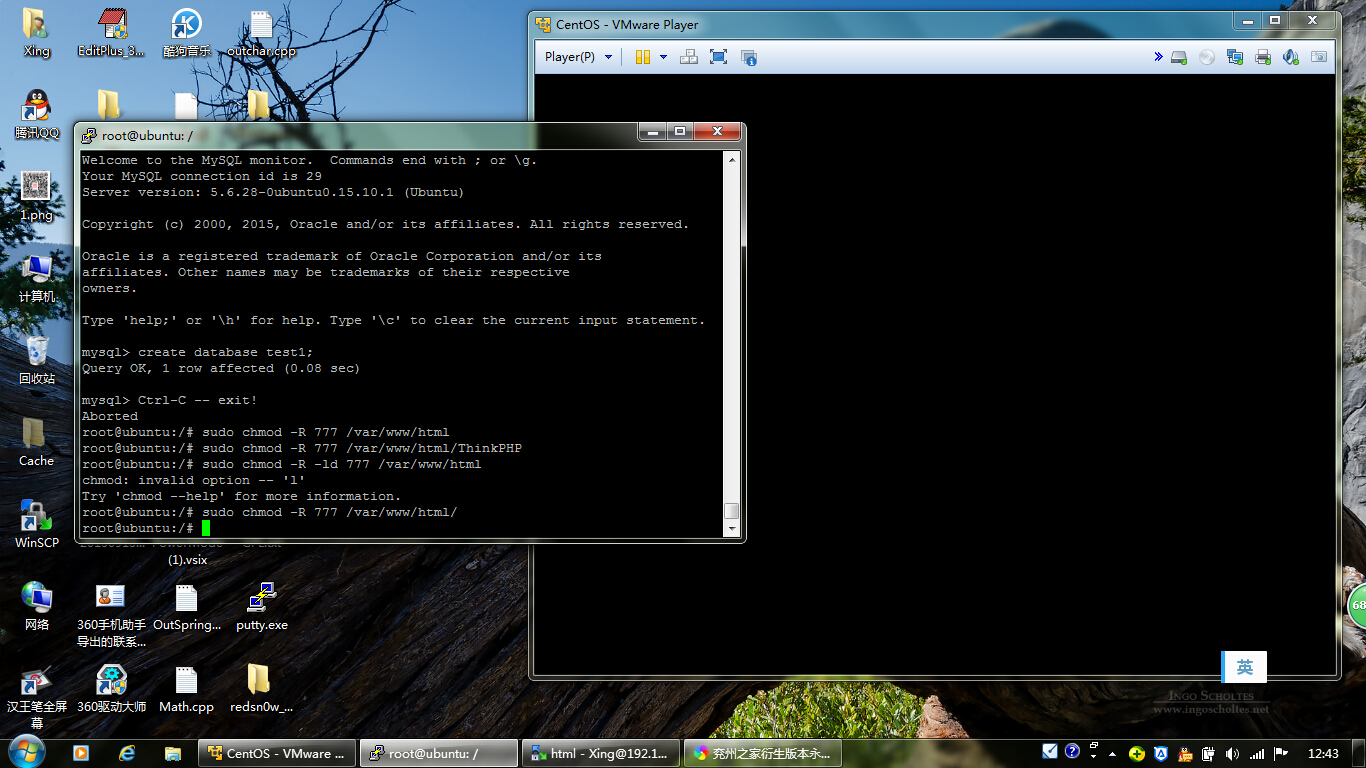 Xing
EditPlus_3...
酷狗音乐
outchar.cpp
CentOS - VMware Player
Player(P)
腾讯QQ
root@ubuntu: /
Welcome to the MySQL monitor.  Commands end with ; or \g.
Your MySQL connection id is 29
Server version: 5.6.28-0ubuntu0.15.10.1 (Ubuntu)
Copyright (c) 2000, 2015, Oracle and/or its affiliates. All rights reserved.
Oracle is a registered trademark of Oracle Corporation and/or its
affiliates. Other names may be trademarks of their respective
owners.
Type 'help;' or '\h' for help. Type '\c' to clear the current input statement.
mysql> create database test1;
Query OK, 1 row affected (0.08 sec)
mysql> Ctrl-C -- exit!
Aborted
root@ubuntu:/# sudo chmod -R 777 /var/www/html
root@ubuntu:/# sudo chmod -R 777 /var/www/html/ThinkPHP
root@ubuntu:/# sudo chmod -R -ld 777 /var/www/html
chmod: invalid option -- 'l'
Try 'chmod --help' for more information.
root@ubuntu:/# sudo chmod -R 777 /var/www/html/
root@ubuntu:/#
1.png
计算机
回收站
Cache
WinSCP
(1).vsix
网络
360手机助手
导出的联系...
OutSpring...
putty.exe
汉王笔全屏
幕
360驱动大师
Math.cpp
redsn0w_...
68
英
INGO SCHOLTES
www.ingoscholtes.net
CentOS - VMware ...
root@ubuntu: /
html - Xing@192.1...
兖州之家衍生版本永...
12:43